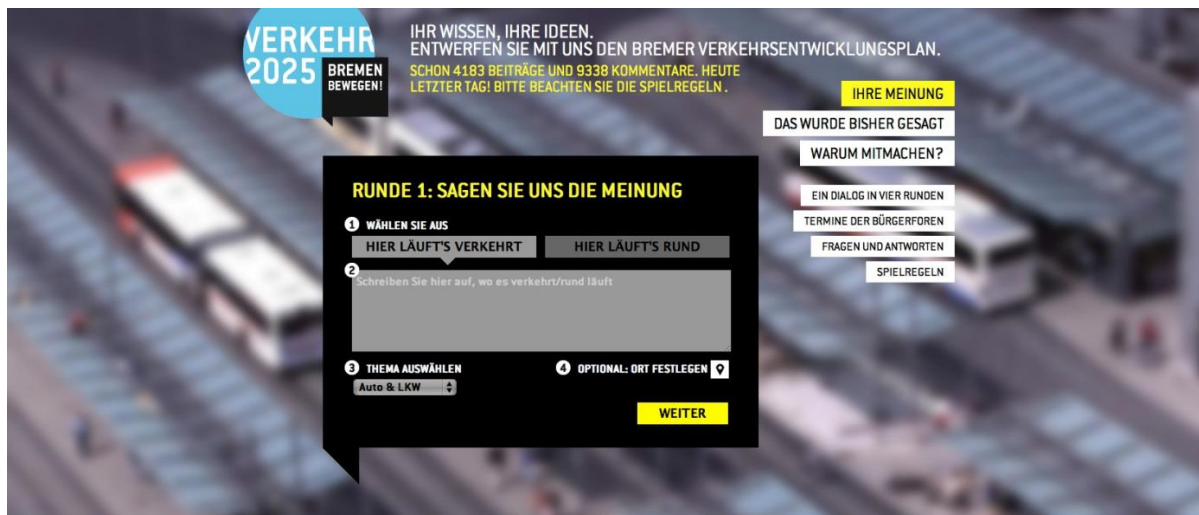 VERKEHR
2025 BREMEN
BEWEGEN!
IHR WISSEN, IHRE IDEEN.
ENTWERFEN SIE MIT UNS DEN BREMER VERKEHRSENTWICKLUNGSPLAN.
SCHON 4183 BEITRÄGE UND 9338 KOMMENTARE. HEUTE
LETZTER TAG! BITTE BEACHTEN SIE DIE SPIELREGELN .
IHRE MEINUNG
DAS WURDE BISHER GESAGT
WARUM MITMACHEN?
EIN DIALOG IN VIER RUNDEN
TERMINE DER BÜRGERFOREN
FRAGEN UND ANTWORTEN
SPIELREGELN
RUNDE 1: SAGEN SIE UNS DIE MEINUNG
1 WÄHLEN SIE AUS
HIER LÄUFT'S VERKEHRT HIER LÄUFT'S RUND
2
Schreiben Sie hier auf, wo es verkehrt/rund läuft
3 THEMA AUSWÄHLEN 4 OPTIONAL: ORT FESTLEGEN
Auto & LKW
WEITER